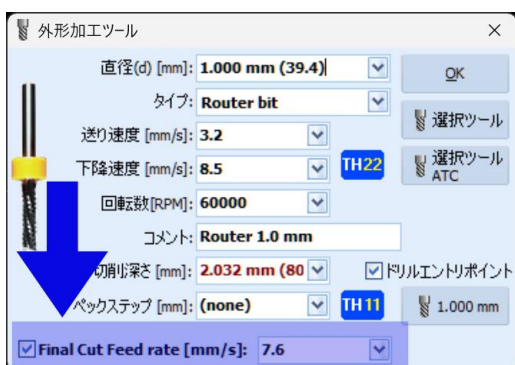 外形加工ツール
直径(d) [mm]: 1.000 mm (39.4)
OK
タイプ: Router bit
選択ツール
送り速度 [mm/s]: 3.2
下降速度 [mm/s]: 8.5 TH22
選択ツール
ATC
回転数[RPM]: 60000
コメント: Router 1.0 mm
切削深さ [mm]: 2.032 mm (80
ドリルエントリポイント
ペックステップ [mm]: (none) TH11
1.000 mm
Final Cut Feed rate [mm/s]: 7.6